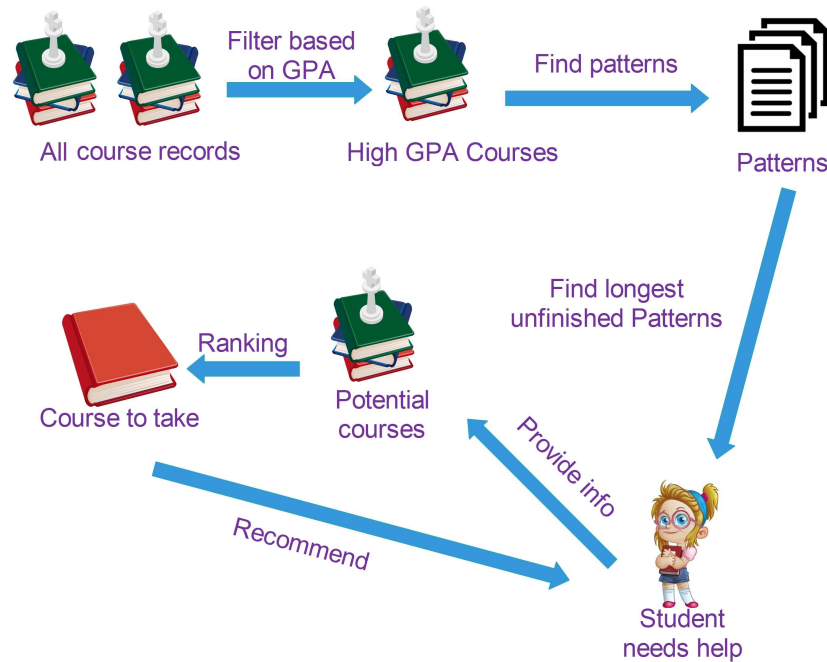 Filter based
on GPA
Find patterns
All course records
High GPA Courses
Patterns
Find longest
unfinished Patterns
Ranking
Course to take
Potential
courses
Provide info
Recommend
Student
needs help